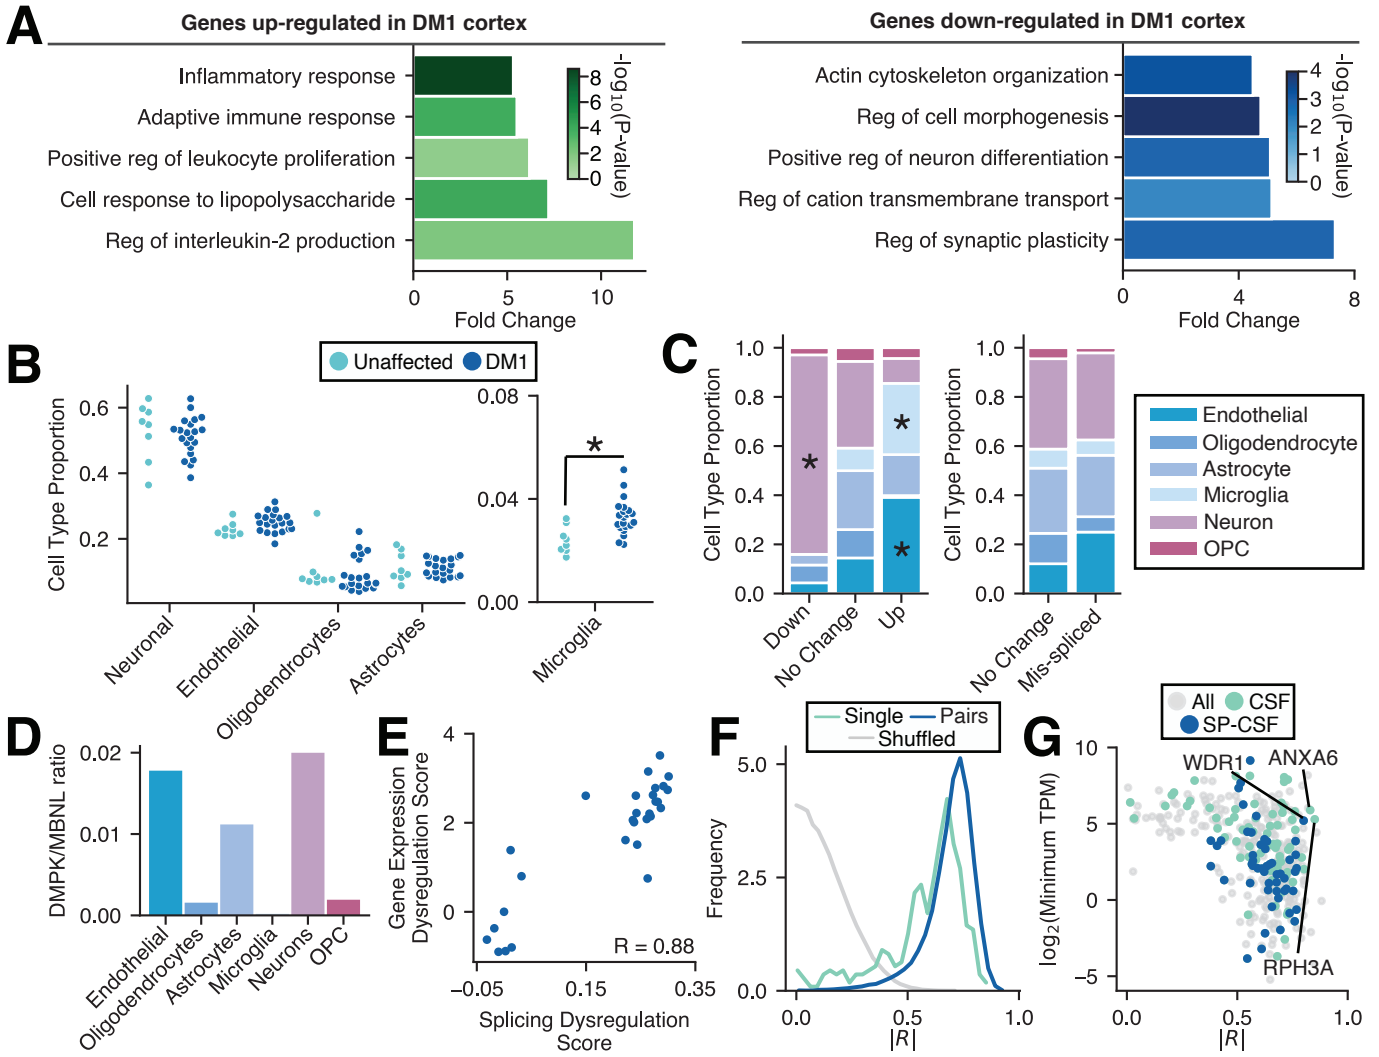 A
Genes up-regulated in DM1 cortex
Inflammatory response
Adaptive immune response
Positive reg of leukocyte proliferation
Cell response to lipopolysaccharide
Reg of interleukin-2 production
0 5 10
Fold Change
8
6
4
2
0
-log10(P-value)
Genes down-regulated in DM1 cortex
Actin cytoskeleton organization
Reg of cell morphogenesis
Positive reg of neuron differentiation
Reg of cation transmembrane transport
Reg of synaptic plasticity
0 4 8
Fold Change
4
3
2
1
0
-log10(P-value)
B
Unaffected DM1
Cell Type Proportion
0.6
0.4
0.2
Neuronal
Endothelial
Oligodendrocytes
Astrocytes
0.08
0.04
0.00
*
Microglia
C
Cell Type Proportion
1.0
0.8
0.6
0.4
0.2
0.0
*
*
*
Down
No Change
Up
Cell Type Proportion
1.0
0.8
0.6
0.4
0.2
0.0
No Change
Mis-spliced
Endothelial
Oligodendrocyte
Astrocyte
Microglia
Neuron
OPC
D
DMPK/MBNL ratio
0.02
0.01
0.00
Endothelial
Oligodendrocytes
Astrocytes
Microglia
Neurons
OPC
E
Gene Expression
Dysregulation Score
4
2
0
R = 0.88
−0.05 0.15 0.35
Splicing Dysregulation
Score
F
Single Pairs
Shuffled
Frequency
5.0
2.5
0.0
0.0 0.5 1.0
|R|
G
All CSF
SP-CSF
log2(Minimum TPM)
10
5
0
−5
WDR1 ANXA6
RPH3A
0.0 0.5 1.0
|R|